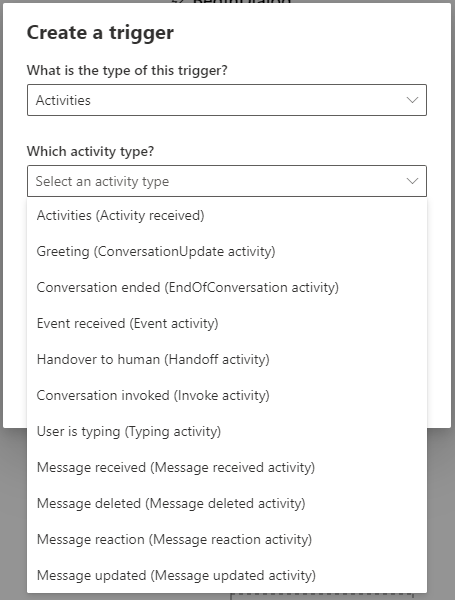 BeginDialog
Create a trigger
What is the type of this trigger?
Activities
Which activity type?
Select an activity type
Activities (Activity received)
Greeting (ConversationUpdate activity)
Conversation ended (EndOfConversation activity)
Event received (Event activity)
Handover to human (Handoff activity)
Conversation invoked (Invoke activity)
User is typing (Typing activity)
Message received (Message received activity)
Message deleted (Message deleted activity)
Message reaction (Message reaction activity)
Message updated (Message updated activity)